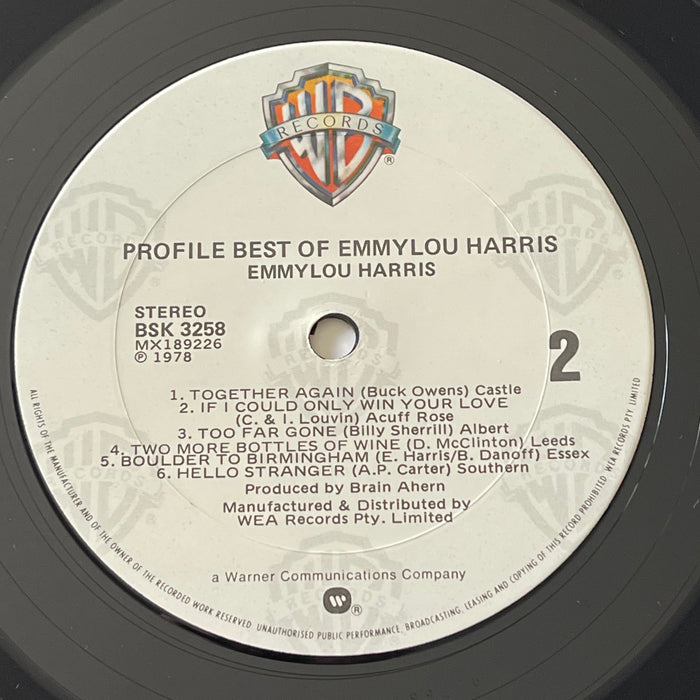 WB
RECORDS
®
PROFILE BEST OF EMMYLOU HARRIS
EMMYLOU HARRIS
STEREO
BSK 3258
MX189226
℗ 1978
2
1. TOGETHER AGAIN (Buck Owens) Castle
2. IF I COULD ONLY WIN YOUR LOVE
(C. & I. Louvin) Acuff Rose
3. TOO FAR GONE (Billy Sherrill) Albert
4. TWO MORE BOTTLES OF WINE (D. McClinton) Leeds
5. BOULDER TO BIRMINGHAM (E. Harris/B. Danoff) Essex
6. HELLO STRANGER (A.P. Carter) Southern
Produced by Brain Ahern
Manufactured & Distributed by
WEA Records Pty. Limited
a Warner Communications Company
®
ALL RIGHTS OF THE MANUFACTURER AND OF THE OWNER OF THE RECORDED WORK RESERVED. UNAUTHORISED PUBLIC PERFORMANCE, BROADCASTING, LEASING AND COPYING OF THIS RECORD PROHIBITED. WEA RECORDS PTY. LIMITED